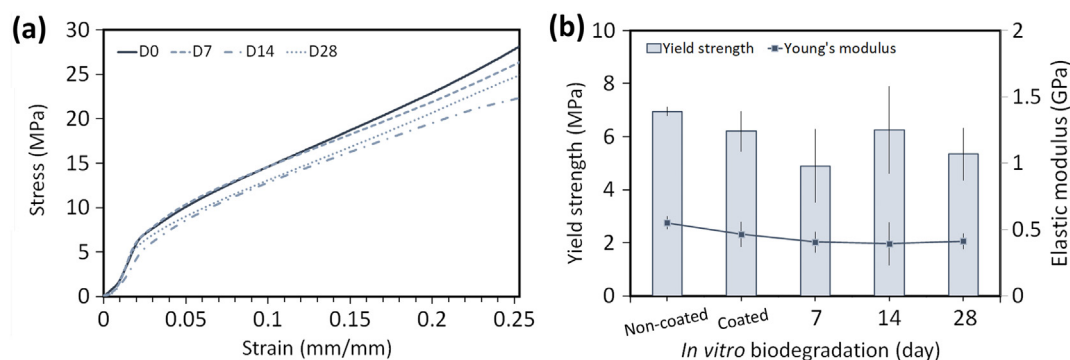 (a)
30
25
20
15
10
5
0
Stress (MPa)
D0 D7 D14 D28
0 0.05 0.1 0.15 0.2 0.25
Strain (mm/mm)
(b)
10
8
6
4
2
0
Yield strength (MPa)
Yield strength Young's modulus
2
1.5
1
0.5
0
Elastic modulus (GPa)
Non-coated Coated 7 14 28
In vitro biodegradation (day)